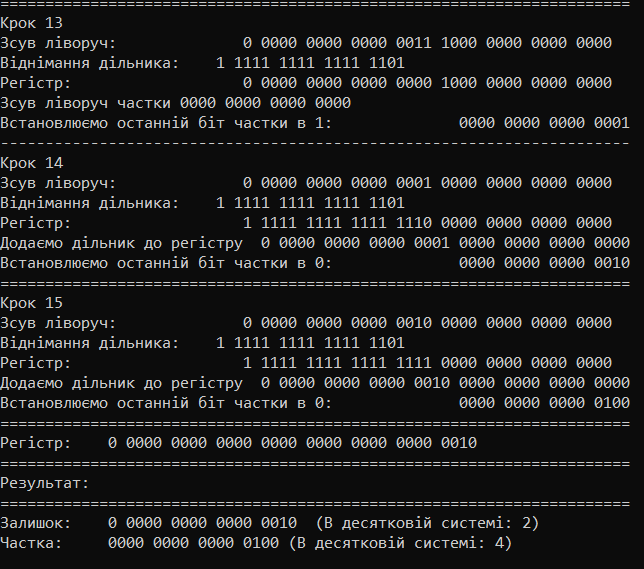 ======================================================================
Крок 13
Зсув ліворуч:              0 0000 0000 0000 0011 1000 0000 0000 0000
Віднімання дільника:    1 1111 1111 1111 1101
Регістр:                   0 0000 0000 0000 0000 1000 0000 0000 0000
Зсув ліворуч частки 0000 0000 0000 0000
Встановлюємо останній біт частки в 1:              0000 0000 0000 0001
----------------------------------------------------------------------
Крок 14
Зсув ліворуч:              0 0000 0000 0000 0001 0000 0000 0000 0000
Віднімання дільника:    1 1111 1111 1111 1101
Регістр:                   1 1111 1111 1111 1110 0000 0000 0000 0000
Додаємо дільник до регістру  0 0000 0000 0000 0001 0000 0000 0000 0000
Встановлюємо останній біт частки в 0:              0000 0000 0000 0010
======================================================================
Крок 15
Зсув ліворуч:              0 0000 0000 0000 0010 0000 0000 0000 0000
Віднімання дільника:    1 1111 1111 1111 1101
Регістр:                   1 1111 1111 1111 1111 0000 0000 0000 0000
Додаємо дільник до регістру  0 0000 0000 0000 0010 0000 0000 0000 0000
Встановлюємо останній біт частки в 0:              0000 0000 0000 0100
======================================================================
Регістр:    0 0000 0000 0000 0000 0000 0000 0000 0010
======================================================================
Результат:
======================================================================
Залишок:    0 0000 0000 0000 0010  (В десятковій системі: 2)
Частка:     0000 0000 0000 0100 (В десятковій системі: 4)